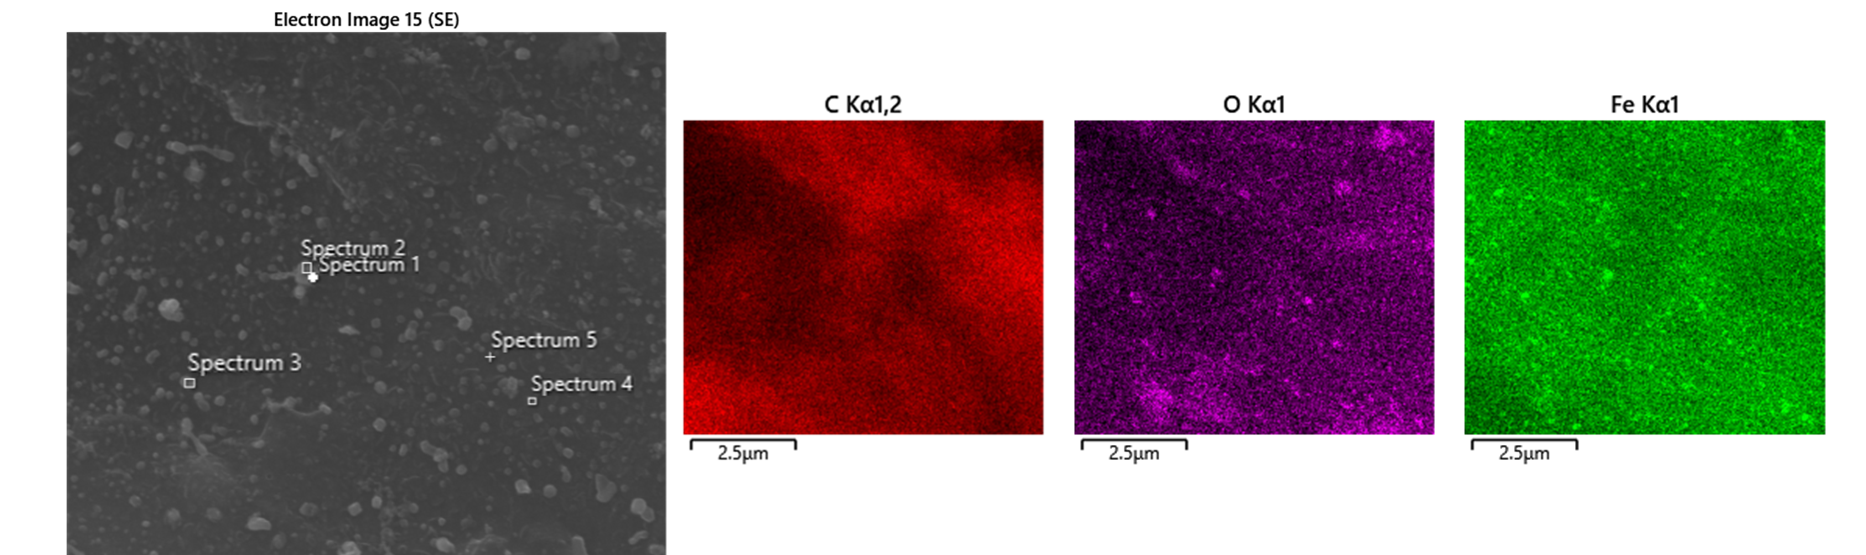 Electron Image 15 (SE)
C Kα1,2
O Kα1
Fe Kα1
Spectrum 2
Spectrum 1
Spectrum 5
Spectrum 3
Spectrum 4
2.5µm
2.5µm
2.5µm